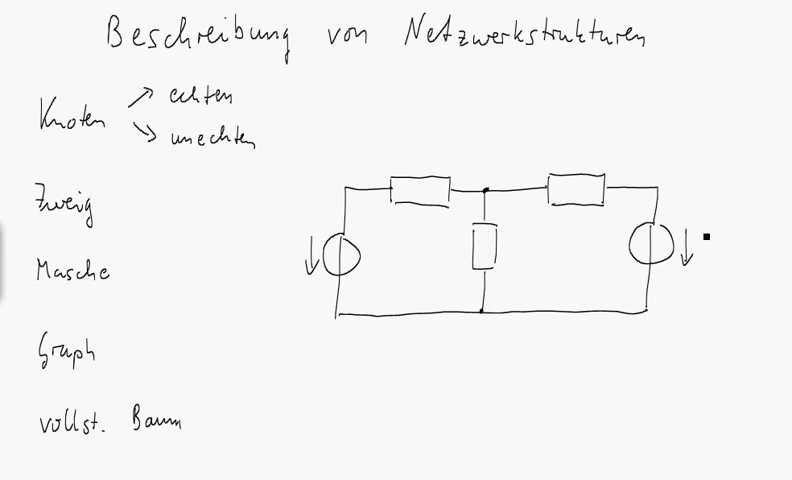 Beschreibung von Netzwerkstrukturen
Knoten
echten
unechten
Zweig
Masche
Graph
vollst. Baum